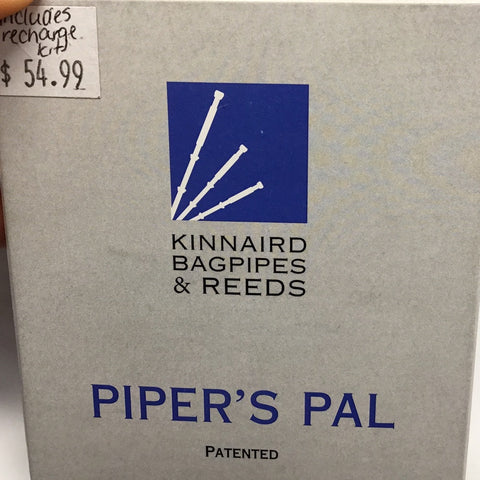 includes
recharge
kit
$ 54.99
KINNAIRD
BAGPIPES
& REEDS
PIPER'S PAL
PATENTED